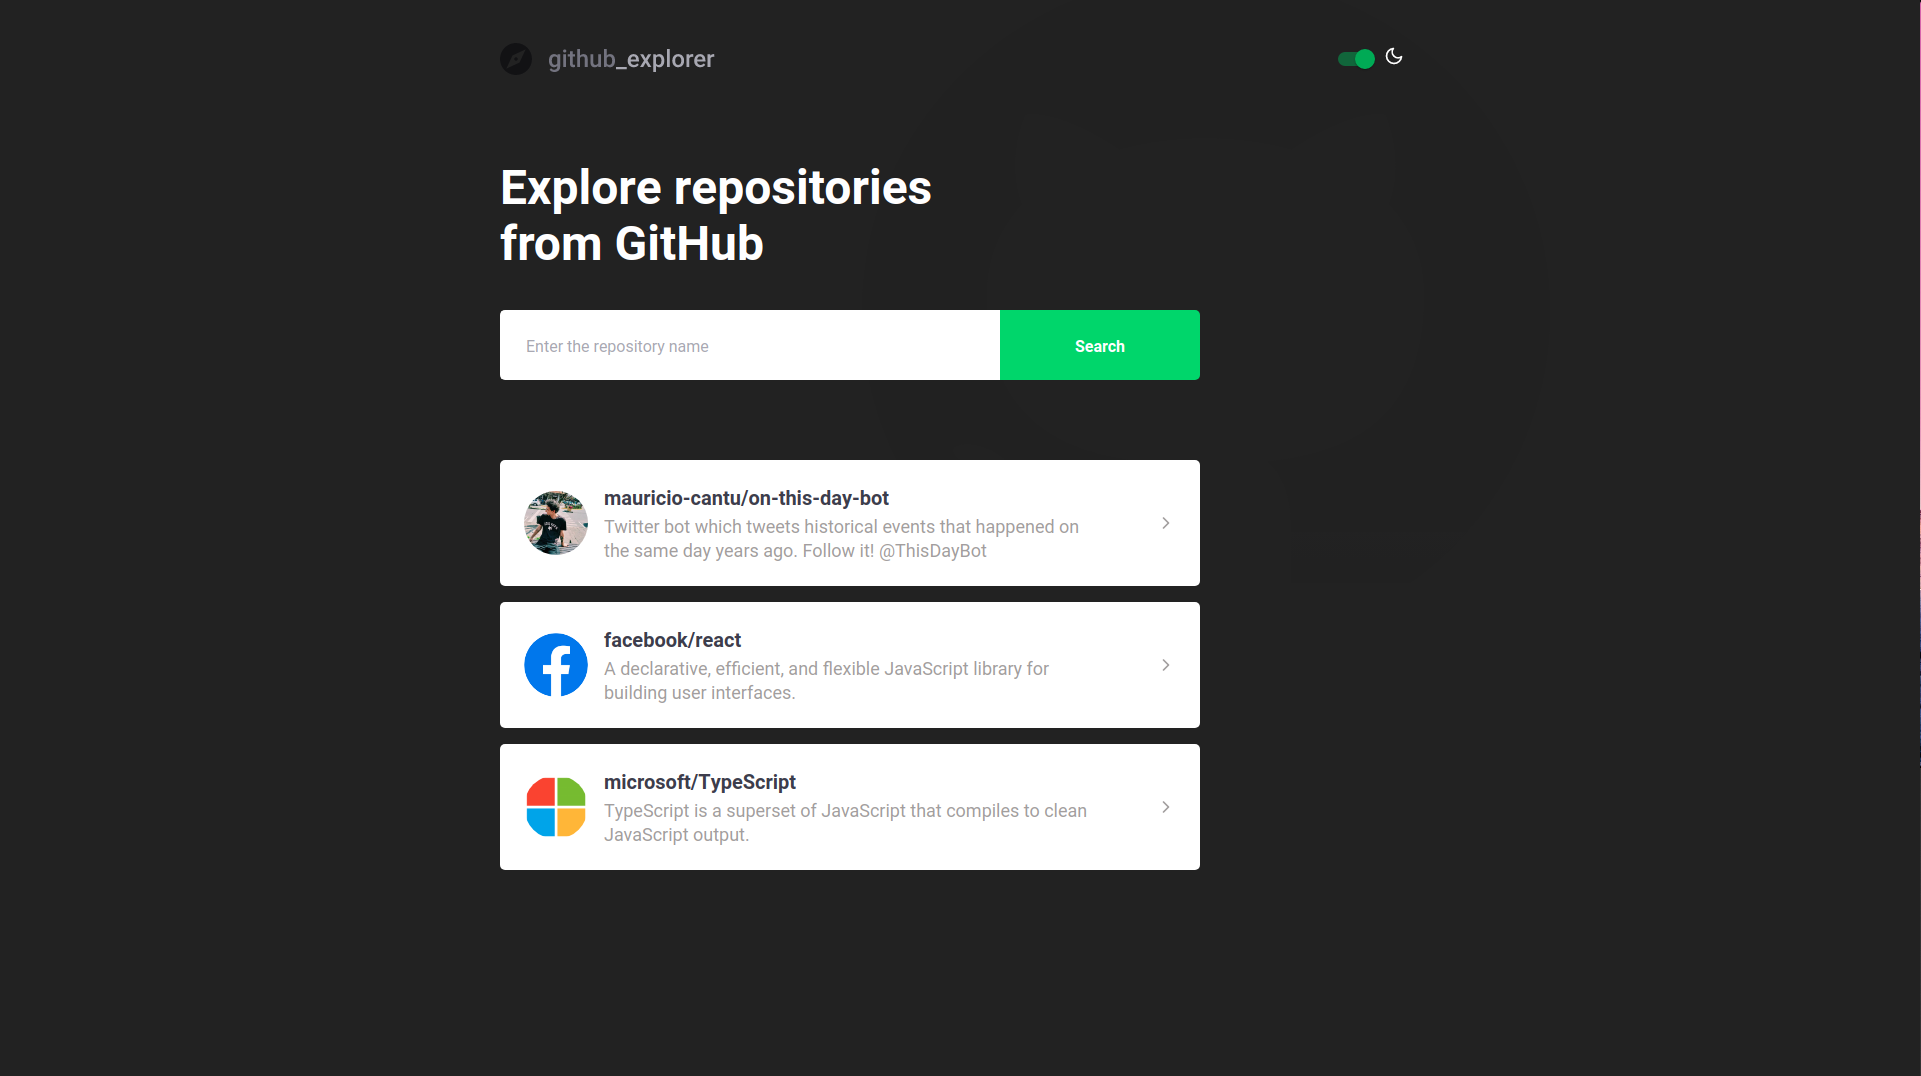 github_explorer
Explore repositories
from GitHub
Enter the repository name
Search
mauricio-cantu/on-this-day-bot
Twitter bot which tweets historical events that happened on
the same day years ago. Follow it! @ThisDayBot
facebook/react
A declarative, efficient, and flexible JavaScript library for
building user interfaces.
microsoft/TypeScript
TypeScript is a superset of JavaScript that compiles to clean
JavaScript output.